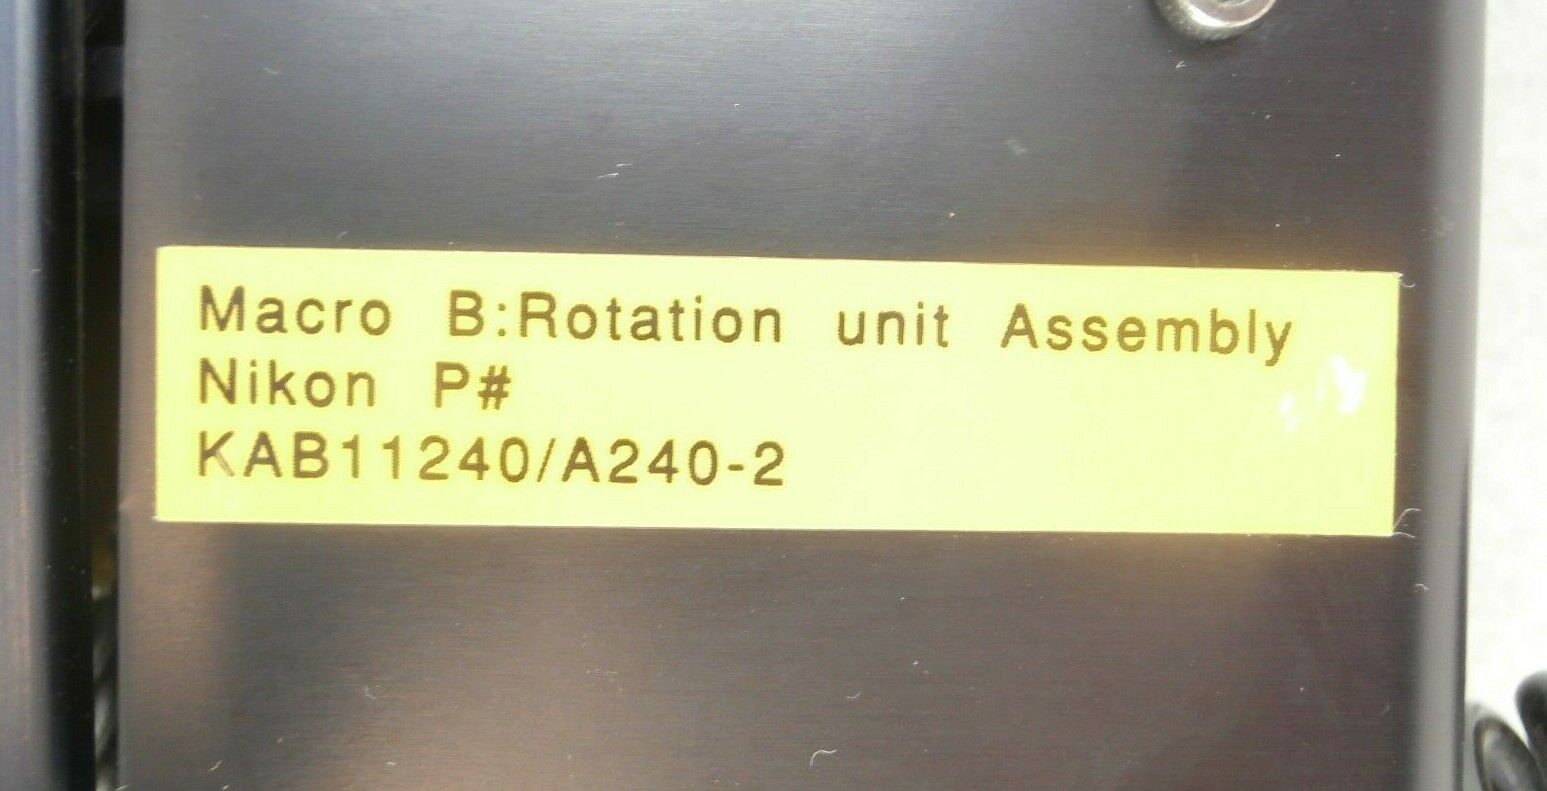 Macro B:Rotation unit Assembly
Nikon P#
KAB11240/A240-2